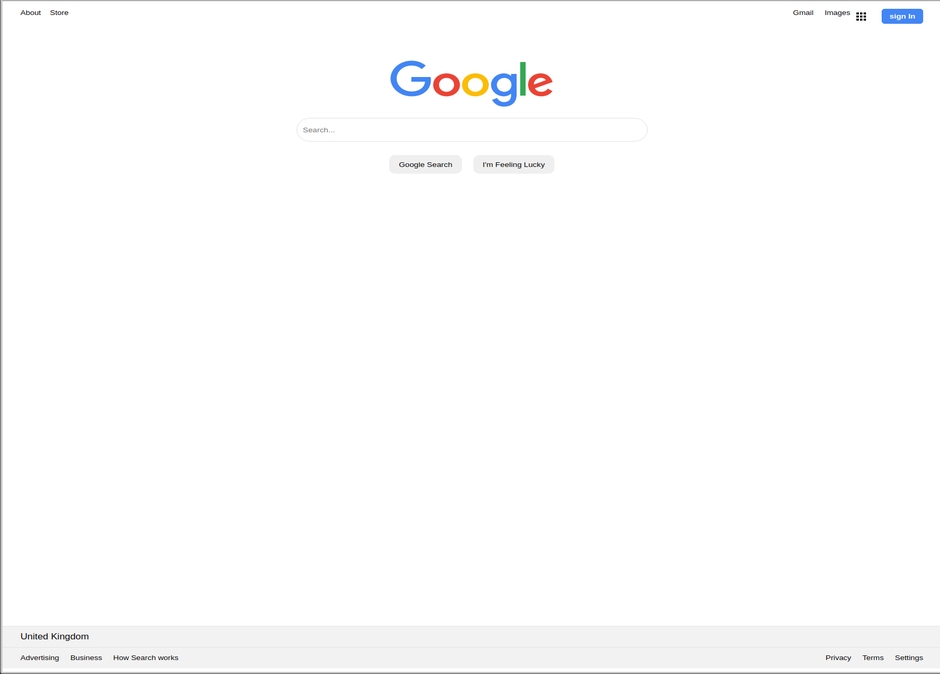 About Store Gmail Images sign in
Google
Search...
Google Search I'm Feeling Lucky
United Kingdom
Advertising Business How Search works Privacy Terms Settings